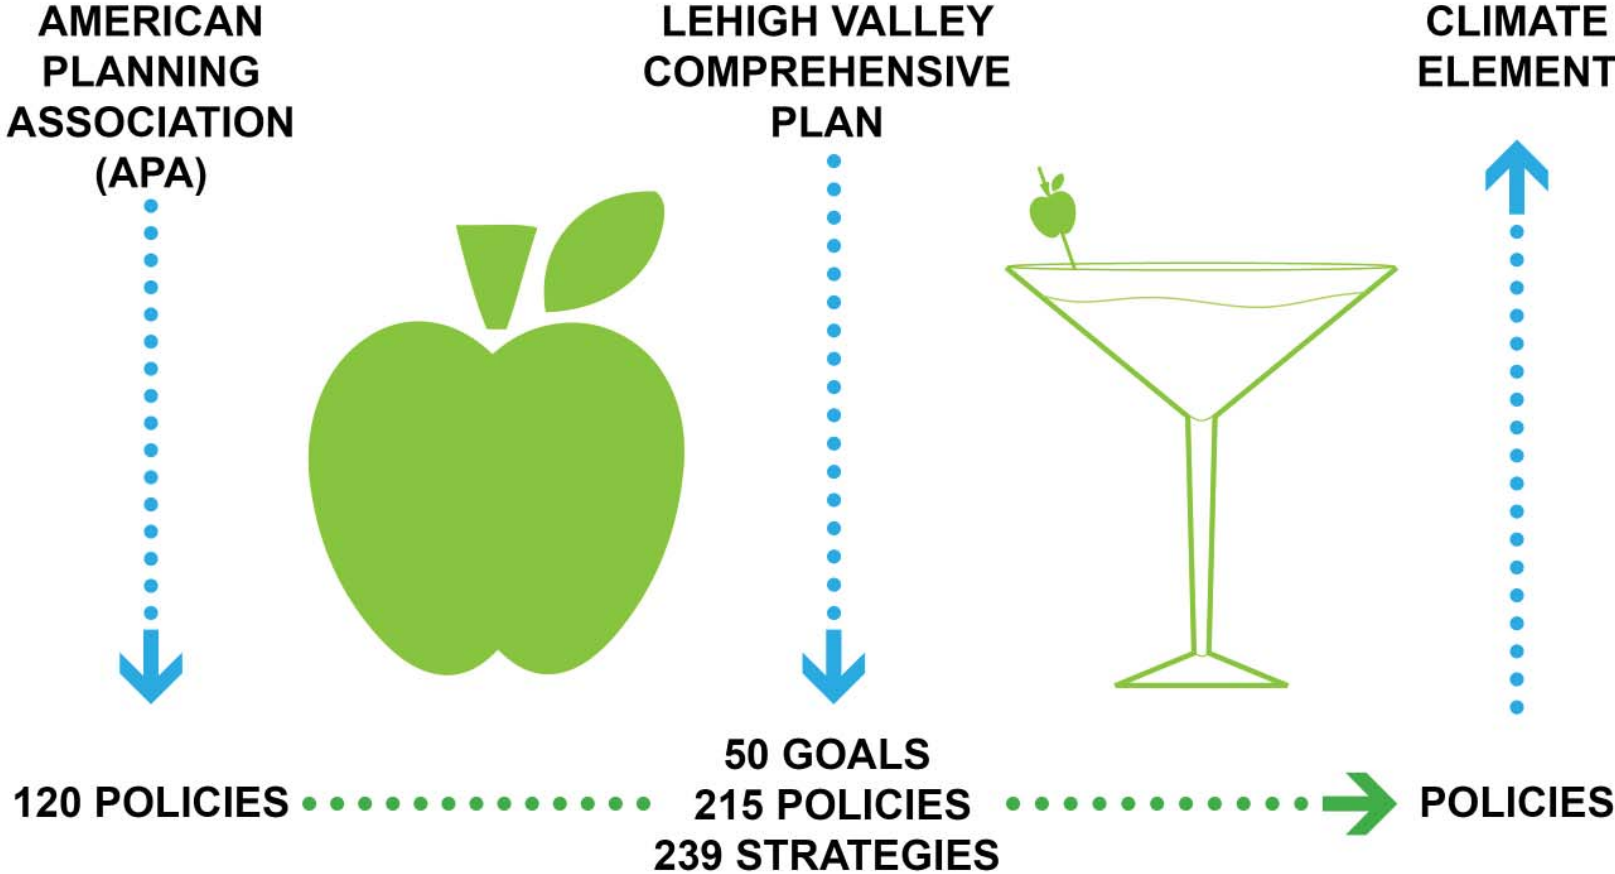 AMERICAN
PLANNING
ASSOCIATION
(APA)
LEHIGH VALLEY
COMPREHENSIVE
PLAN
CLIMATE
ELEMENT
120 POLICIES
50 GOALS
215 POLICIES
239 STRATEGIES
POLICIES